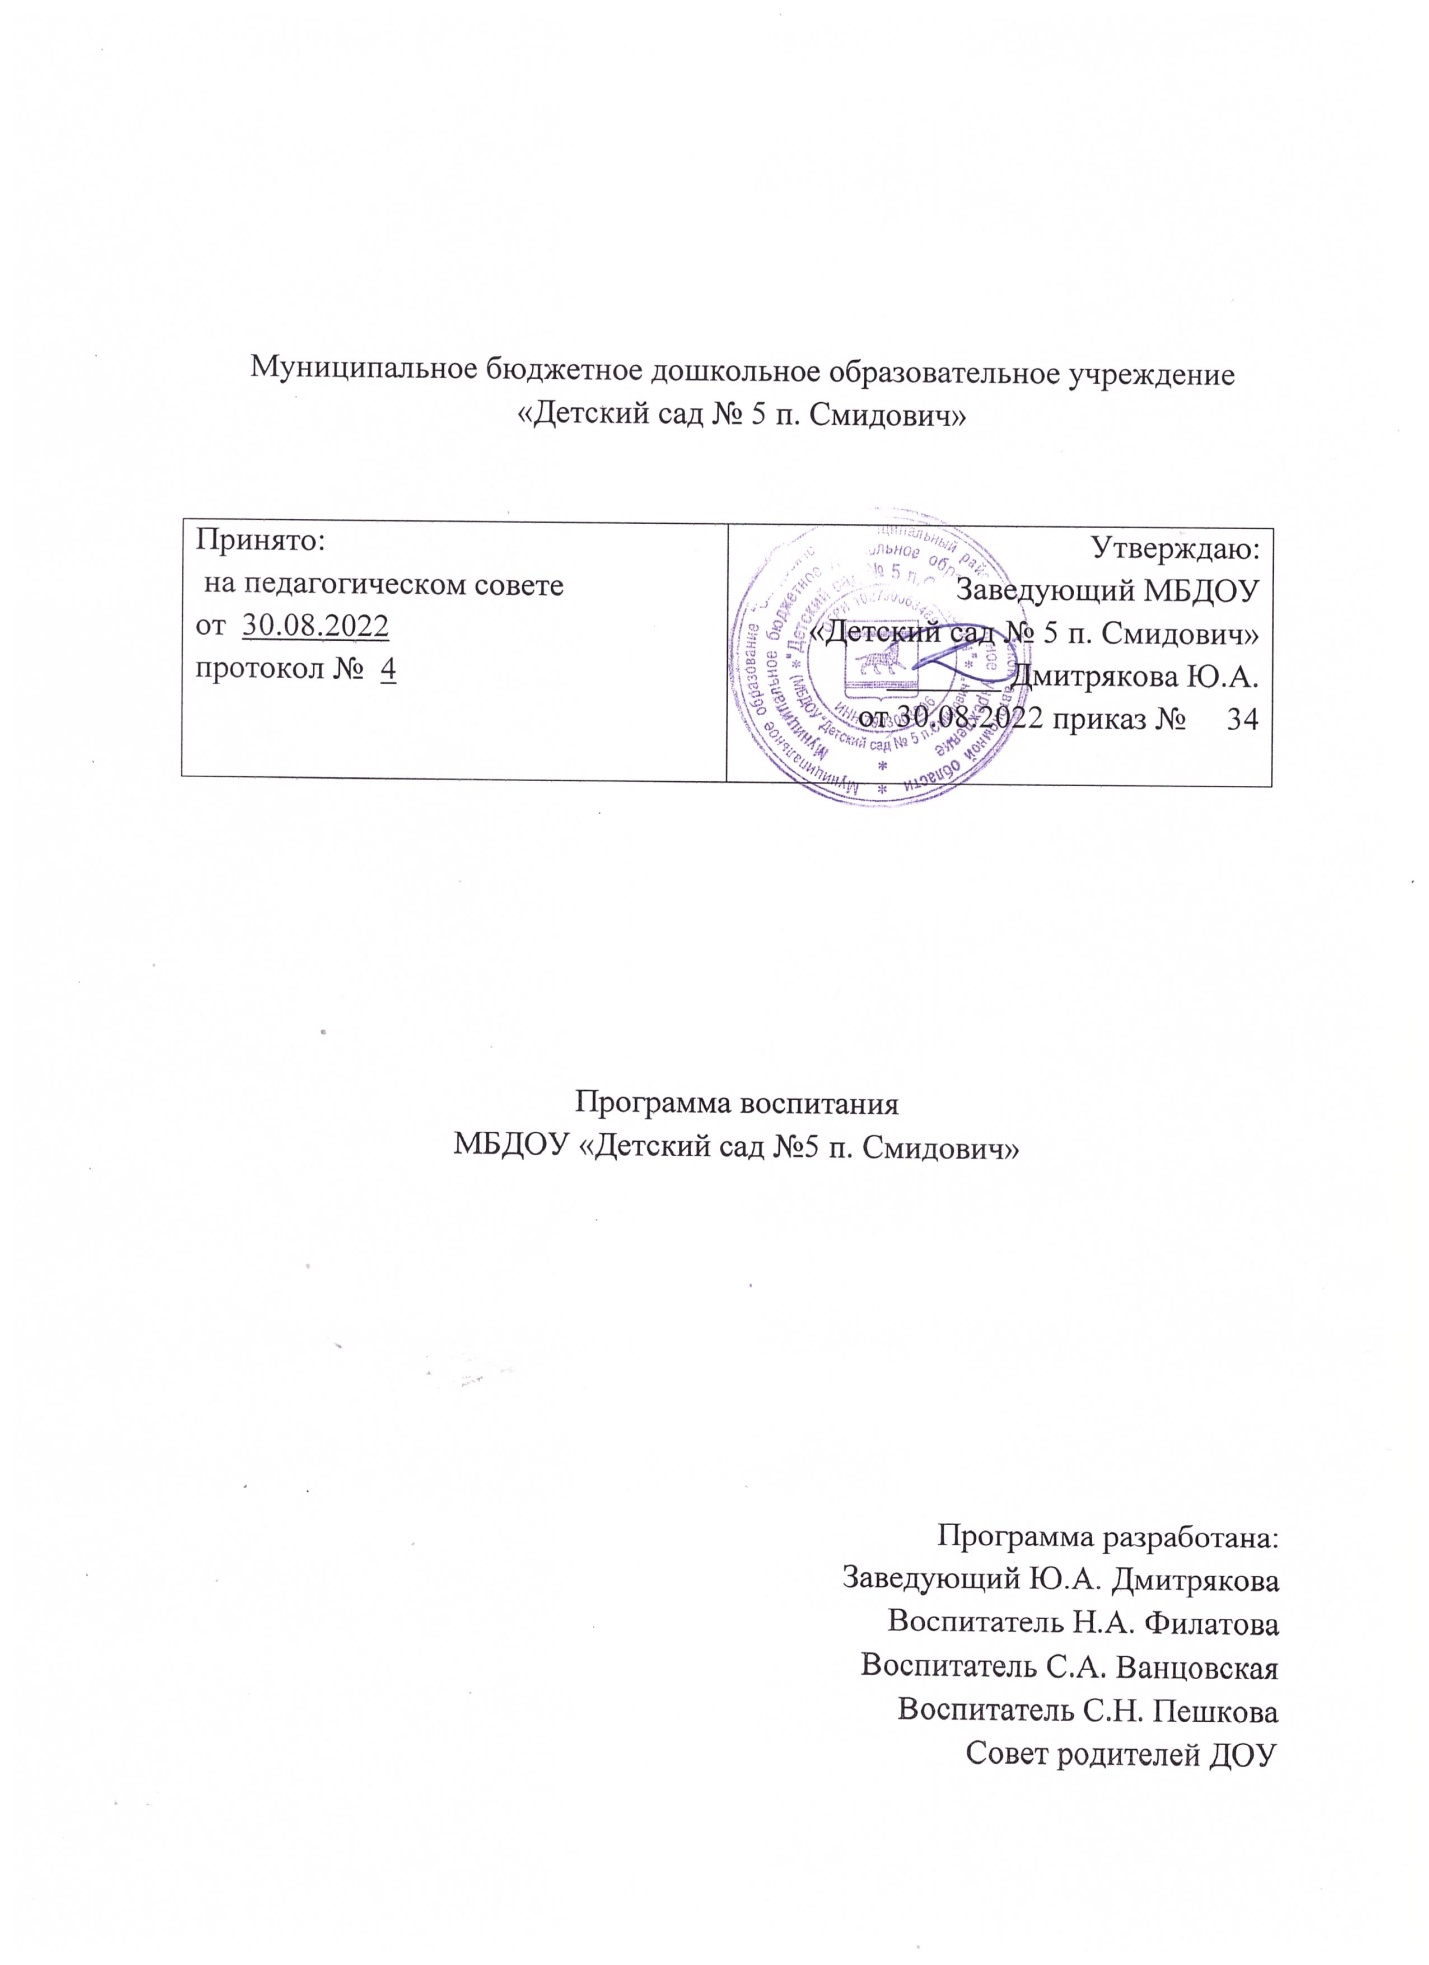 Муниципальное бюджетное дошкольное образовательное учреждение
«Детский сад № 5 п. Смидович»
Принято:
на педагогическом совете
от 30.08.2022
протокол № 4
Утверждаю:
Заведующий МБДОУ
«Детский сад № 5 п. Смидович»
Дмитрякова Ю.А.
от 30.08.2022 приказ № 34
Программа воспитания
МБДОУ «Детский сад №5 п. Смидович»
Программа разработана:
Заведующий Ю.А. Дмитрякова
Воспитатель Н.А. Филатова
Воспитатель С.А. Ванцовская
Воспитатель С.Н. Пешкова
Совет родителей ДОУ